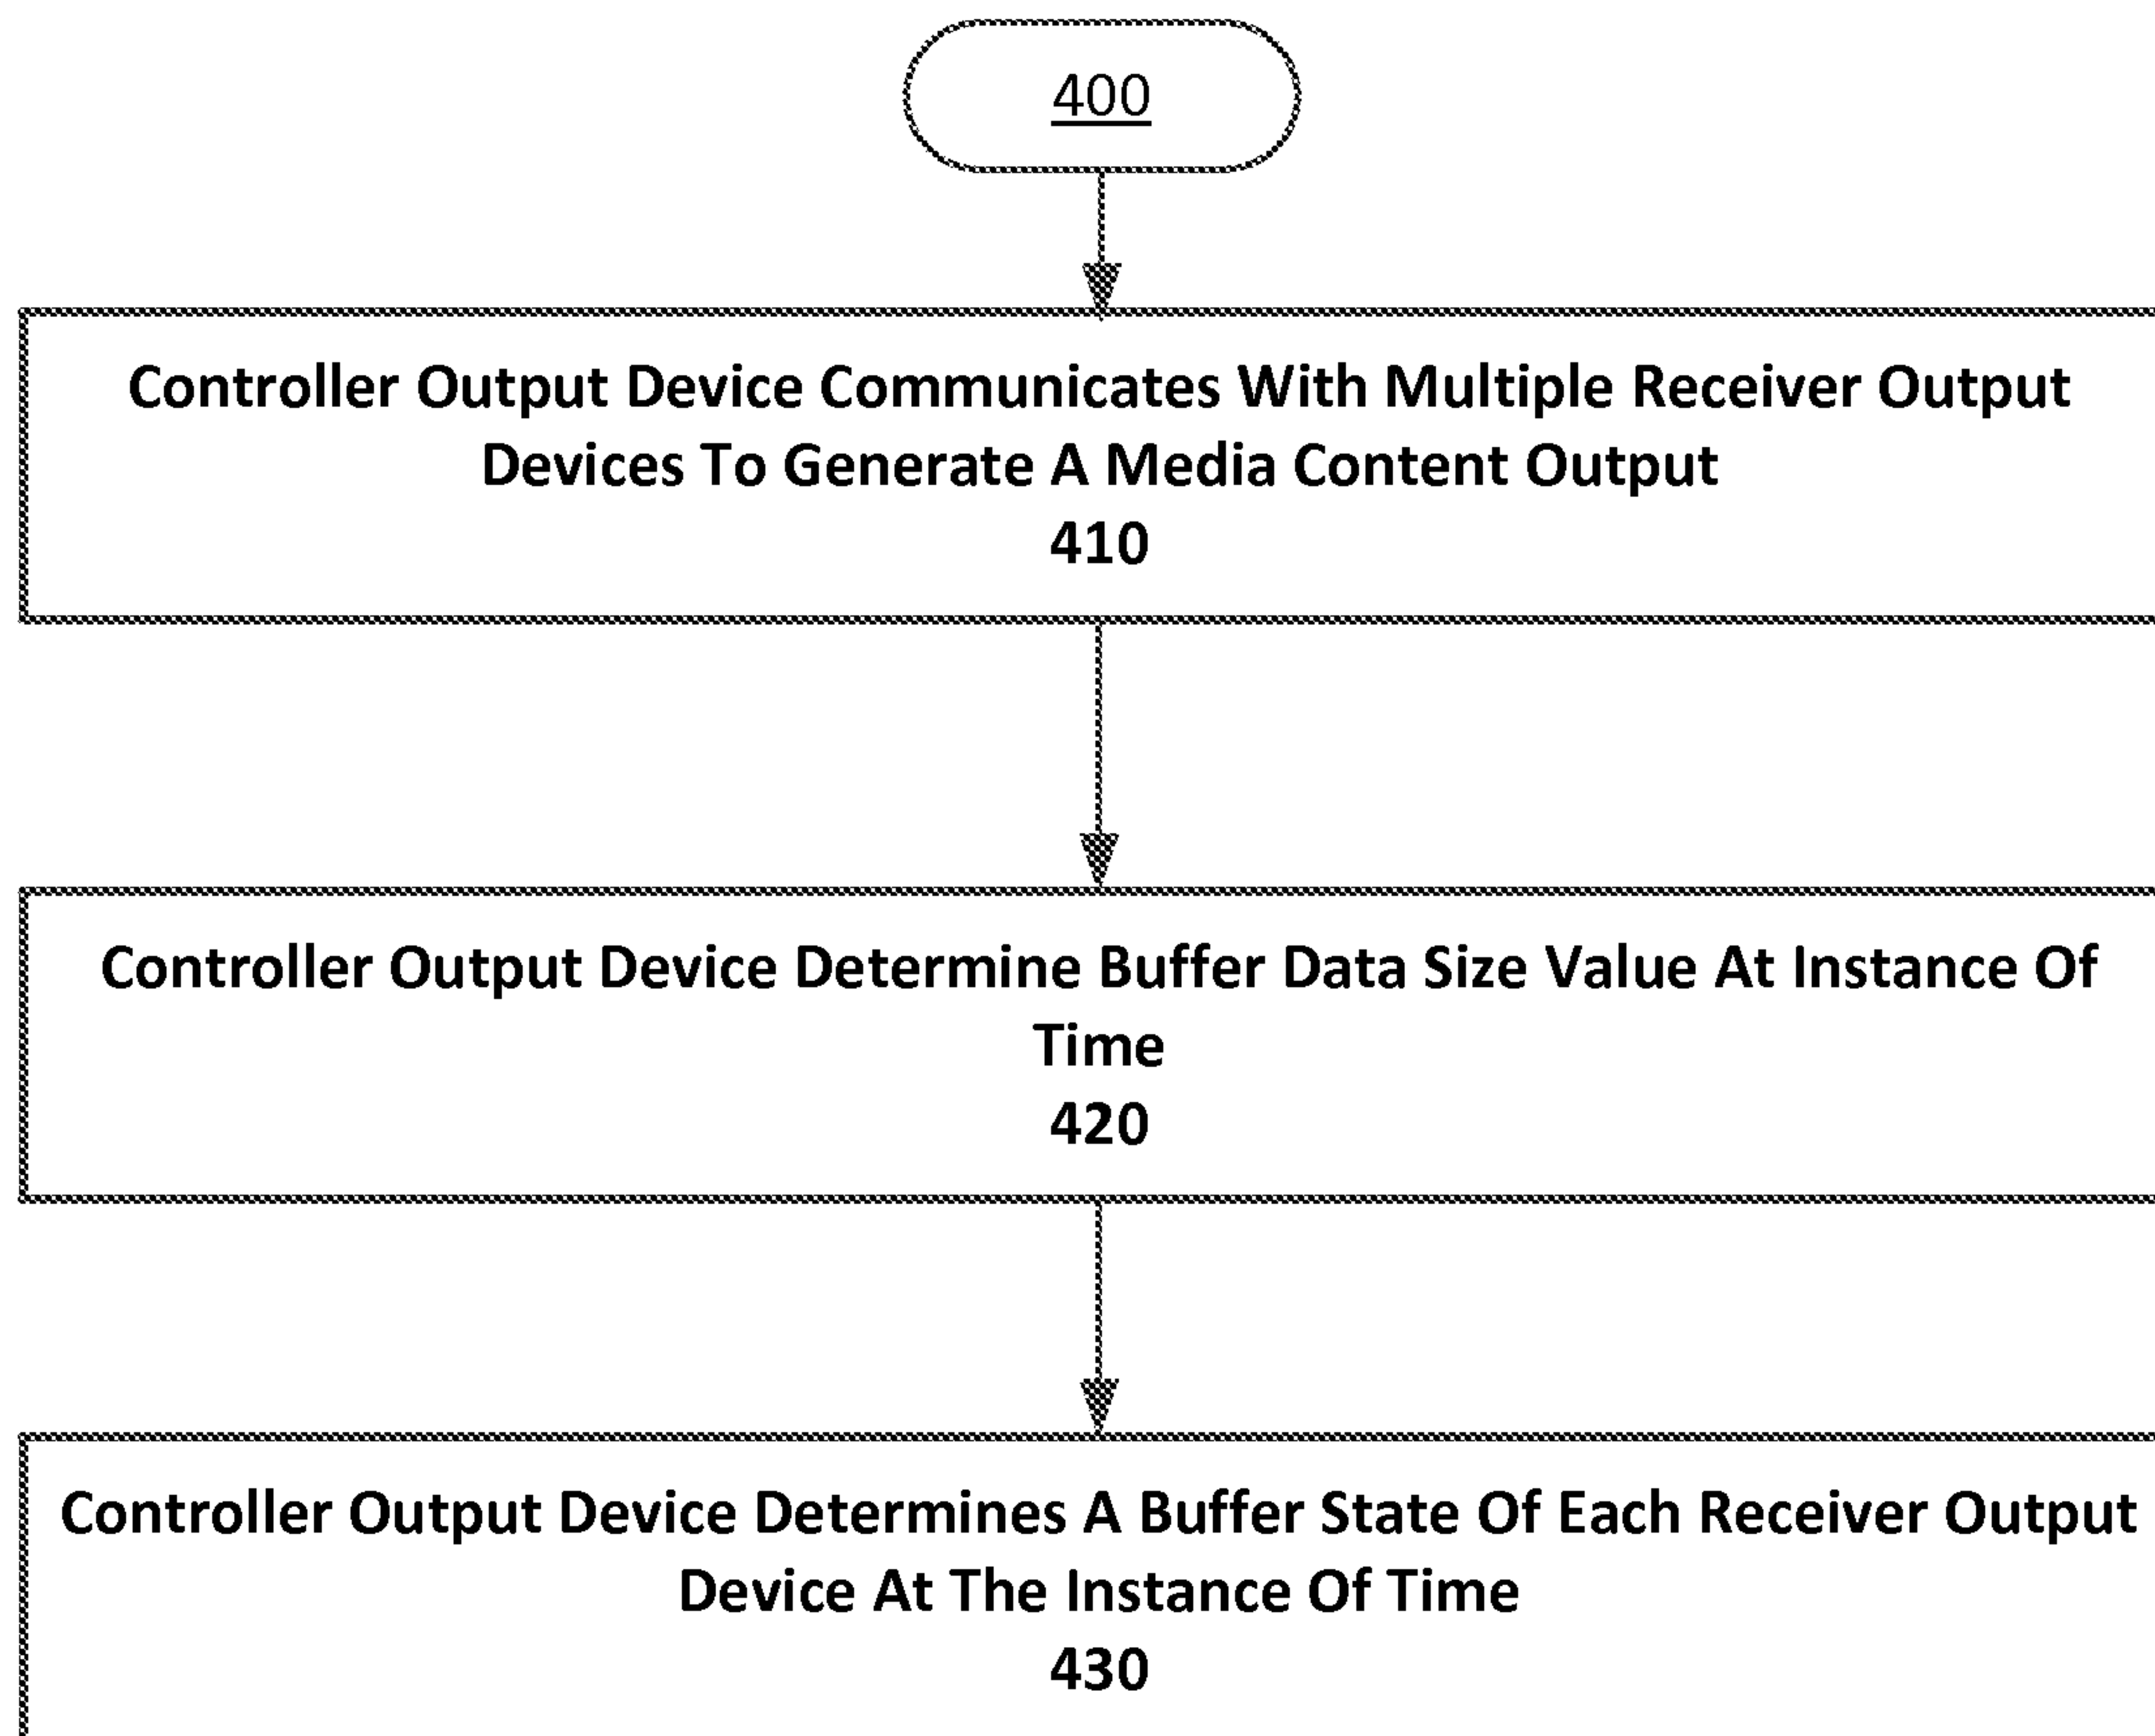 400
Controller Output Device Communicates With Multiple Receiver Output
Devices To Generate A Media Content Output
410
Controller Output Device Determine Buffer Data Size Value At Instance Of
Time
420
Controller Output Device Determines A Buffer State Of Each Receiver Output
Device At The Instance Of Time
430